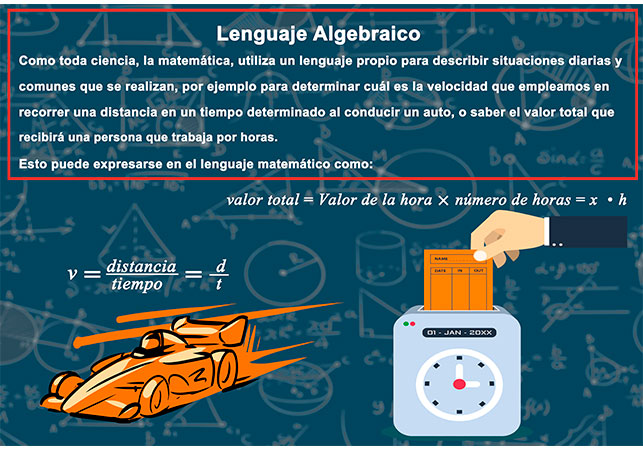 Lenguaje Algebraico
Como toda ciencia, la matemática, utiliza un lenguaje propio para describir situaciones diarias y
comunes que se realizan, por ejemplo para determinar cuál es la velocidad que empleamos en
recorrer una distancia en un tiempo determinado al conducir un auto, o saber el valor total que
recibirá una persona que trabaja por horas.
Esto puede expresarse en el lenguaje matemático como:
valor total = Valor de la hora × número de horas = x • h
v = distancia/tiempo = d/t
NAME
DATE IN OUT
01 - JAN - 20XX